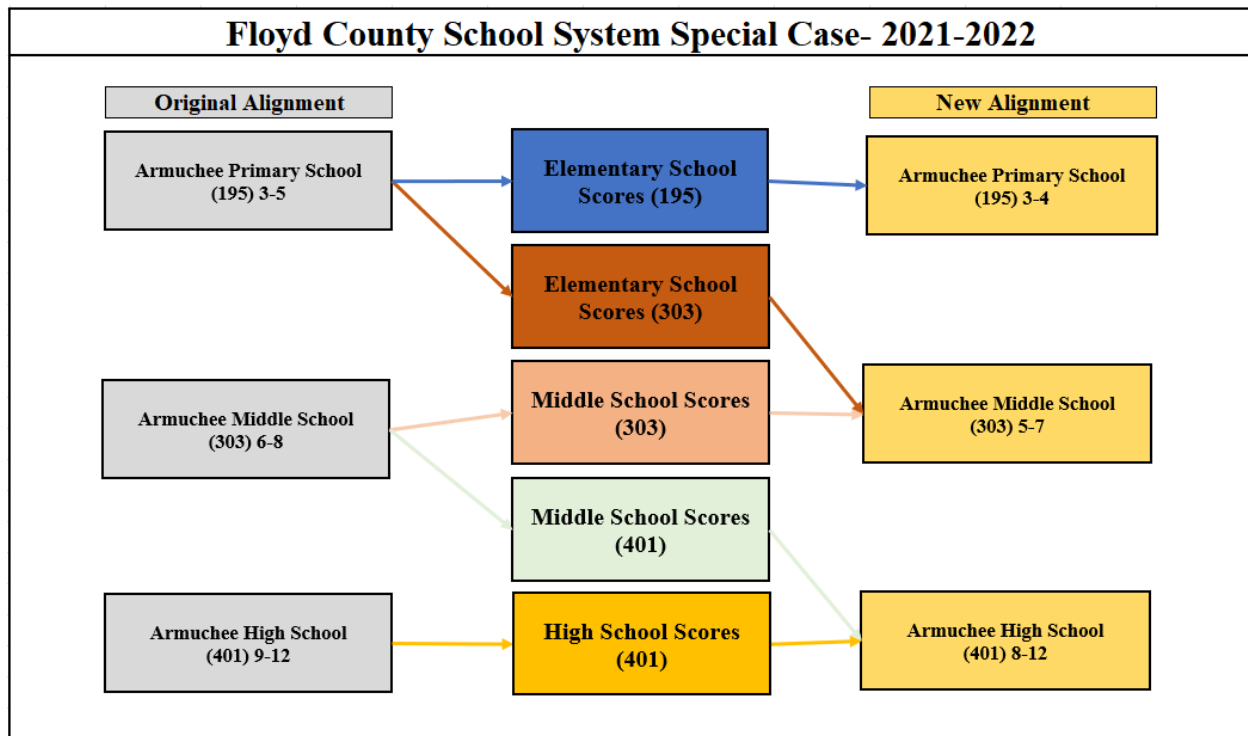 Floyd County School System Special Case- 2021-2022
Original Alignment
New Alignment
Armuchee Primary School
(195) 3-5
Elementary School
Scores (195)
Armuchee Primary School
(195) 3-4
Elementary School
Scores (303)
Armuchee Middle School
(303) 6-8
Middle School Scores
(303)
Armuchee Middle School
(303) 5-7
Middle School Scores
(401)
Armuchee High School
(401) 9-12
High School Scores
(401)
Armuchee High School
(401) 8-12